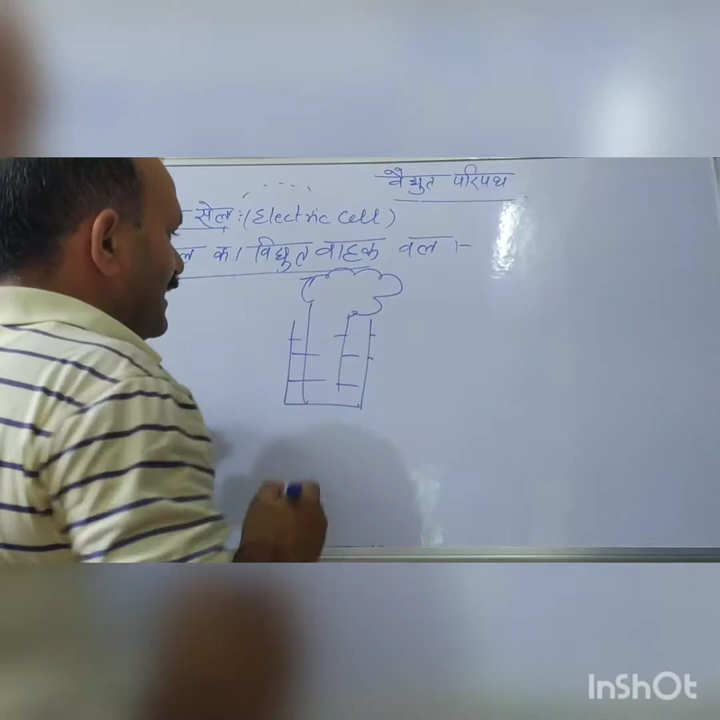 वैद्युत परिपथ
सेल :- (Electric Cell)
का विद्युत वाहक बल :-
InShOt